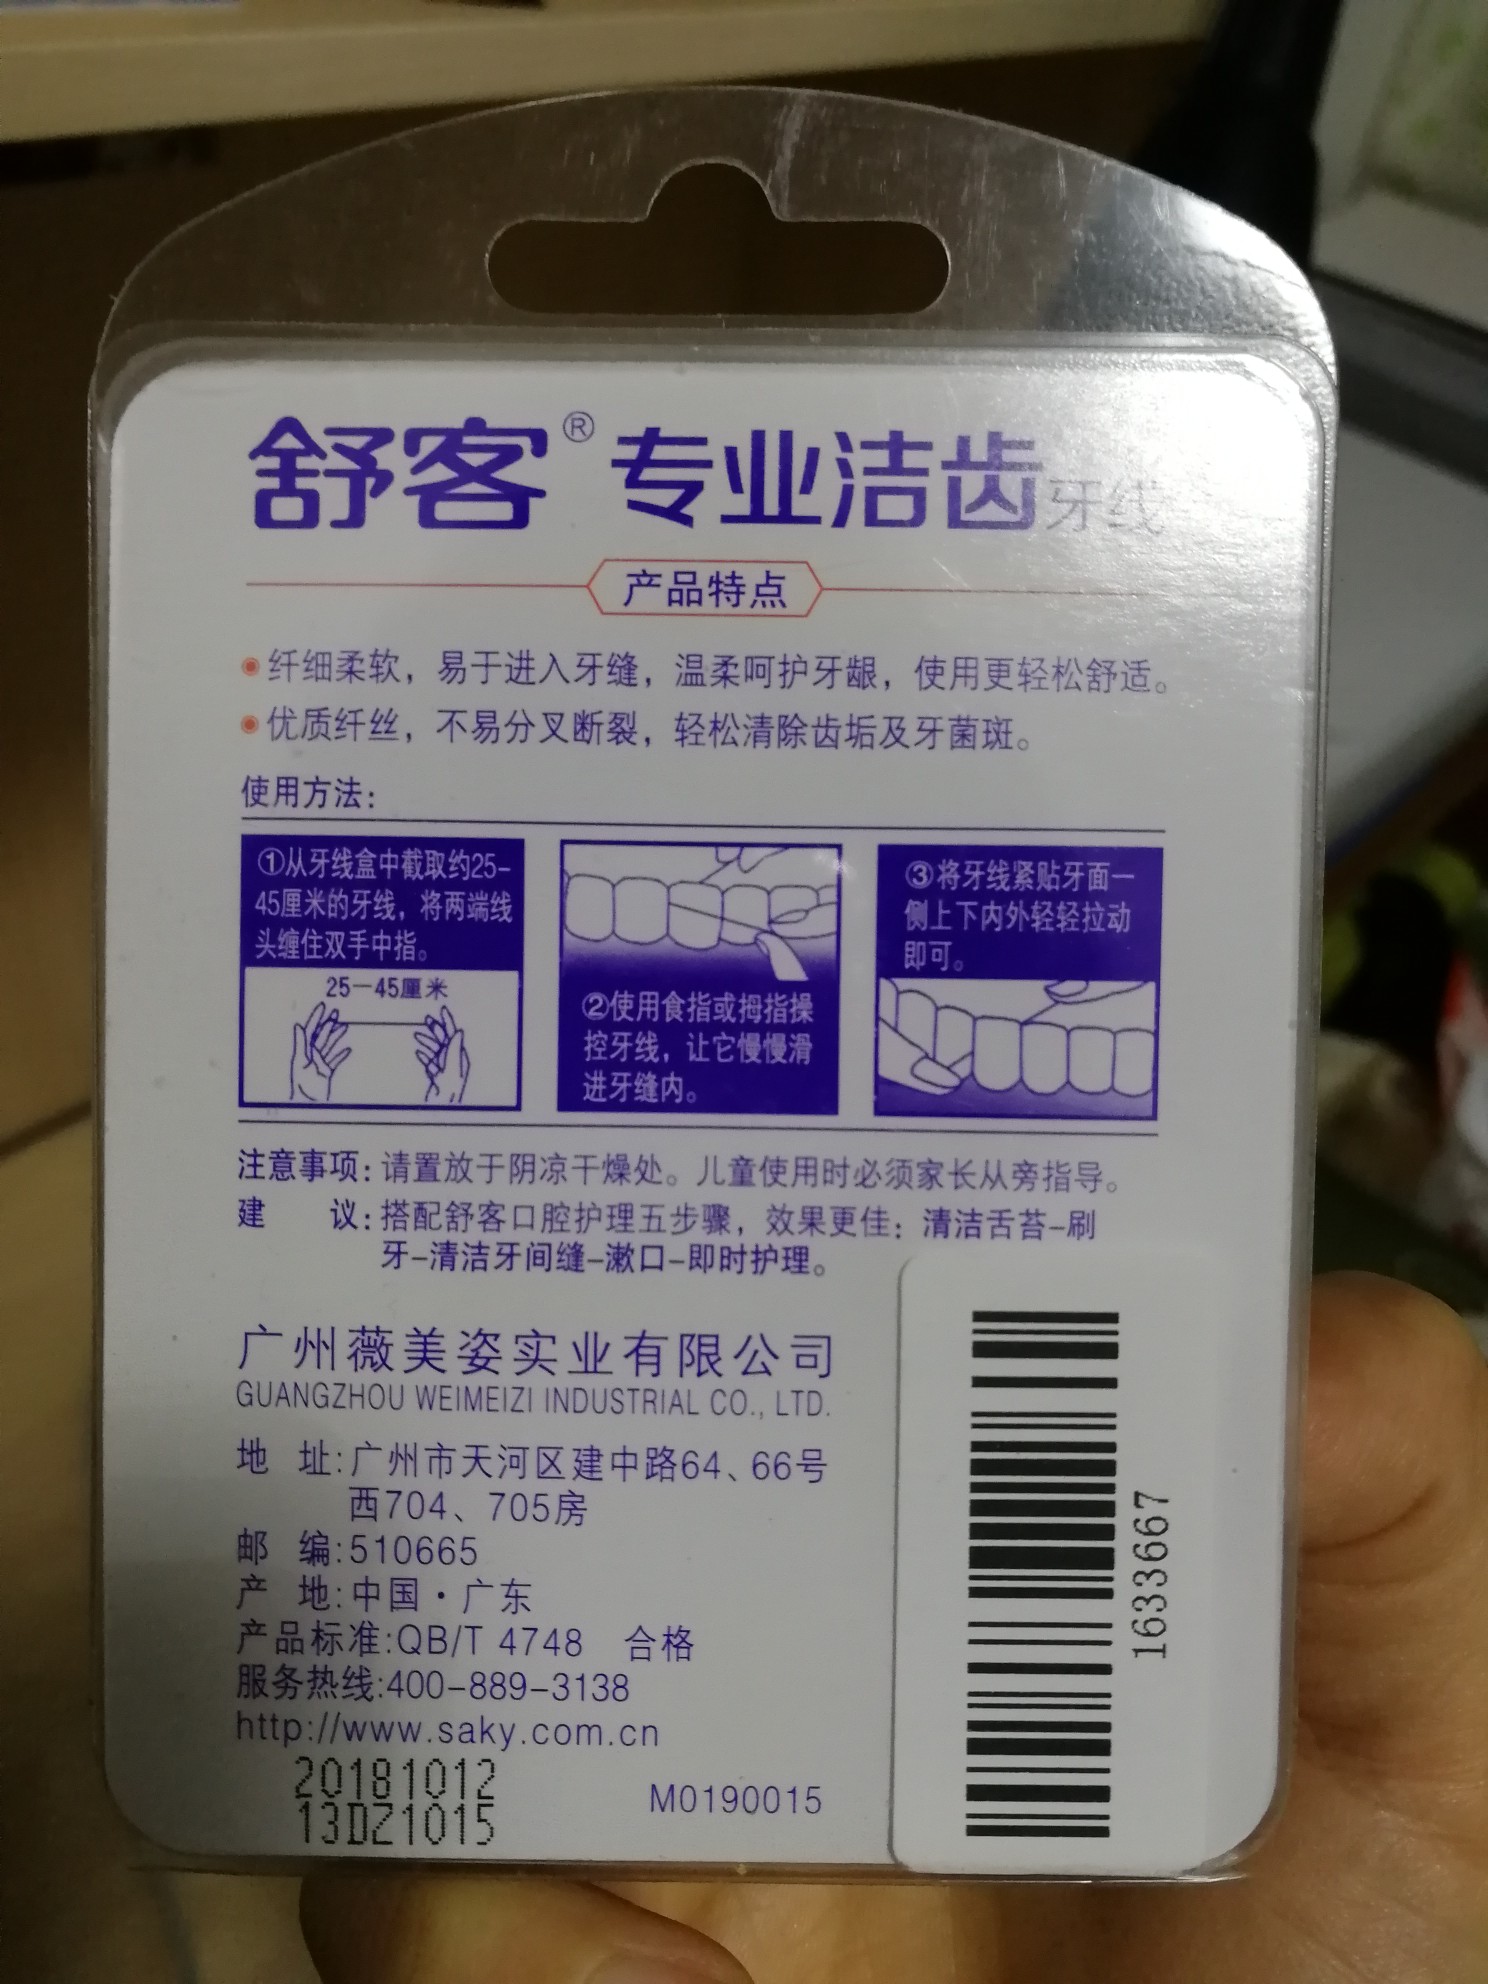 舒客® 专业洁齿牙线
产品特点
纤细柔软，易于进入牙缝，温柔呵护牙龈，使用更轻松舒适。
优质纤丝，不易分叉断裂，轻松清除齿垢及牙菌斑。
使用方法：
①从牙线盒中截取约25-
45厘米的牙线，将两端线
头缠住双手中指。
25—45厘米
②使用食指或拇指操
控牙线，让它慢慢滑
进牙缝内。
③将牙线紧贴牙面一
侧上下内外轻轻拉动
即可。
注意事项：请置放于阴凉干燥处。儿童使用时必须家长从旁指导。
建 议：搭配舒客口腔护理五步骤，效果更佳：清洁舌苔-刷
牙-清洁牙间缝-漱口-即时护理。
广州薇美姿实业有限公司
GUANGZHOU WEIMEIZI INDUSTRIAL CO., LTD.
地 址:广州市天河区建中路64、66号
西704、705房
邮 编:510665
产 地:中国·广东
产品标准:QB/T 4748 合格
服务热线:400-889-3138
http://www.saky.com.cn
20181012
13DZ1015
M0190015
1633667